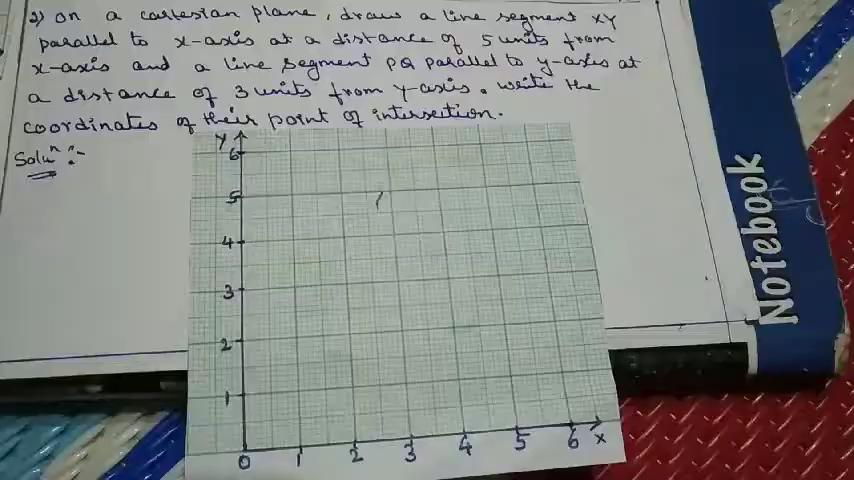 2) On a cartesian plane, draw a line segment XY
parallel to x-axis at a distance of 5 units from
x-axis and a line segment PQ parallel to y-axis at
a distance of 3 units from Y-axis. write the
coordinates of their point of intersection.
Soluⁿ :-
Y
6
5
4
3
2
1
0 1 2 3 4 5 6 X
Notebook